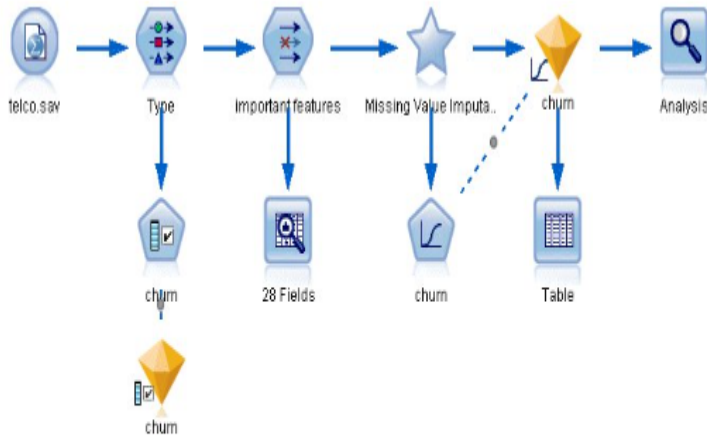 telco.sav
Type
important features
Missing Value Imputa..
churn
Analysis
churn
28 Fields
churn
Table
churn